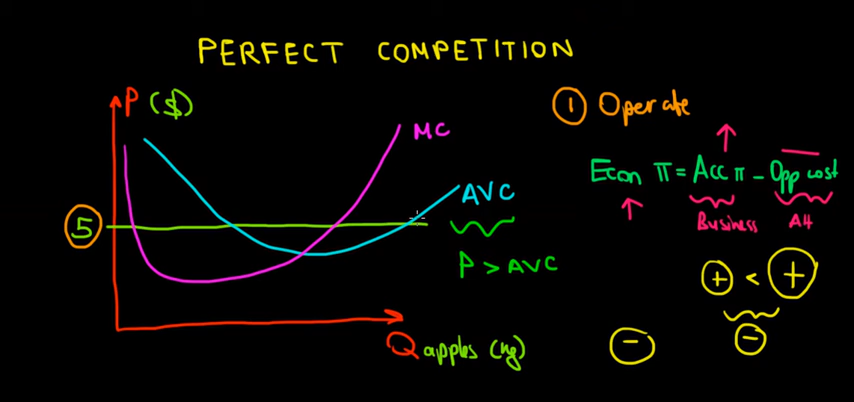 PERFECT COMPETITION
P ($)
① Operate
MC
Econ π = Acc π - Opp cost
AVC
Business A4
5
P > AVC
+ < +
-
-
Q apples (kg)